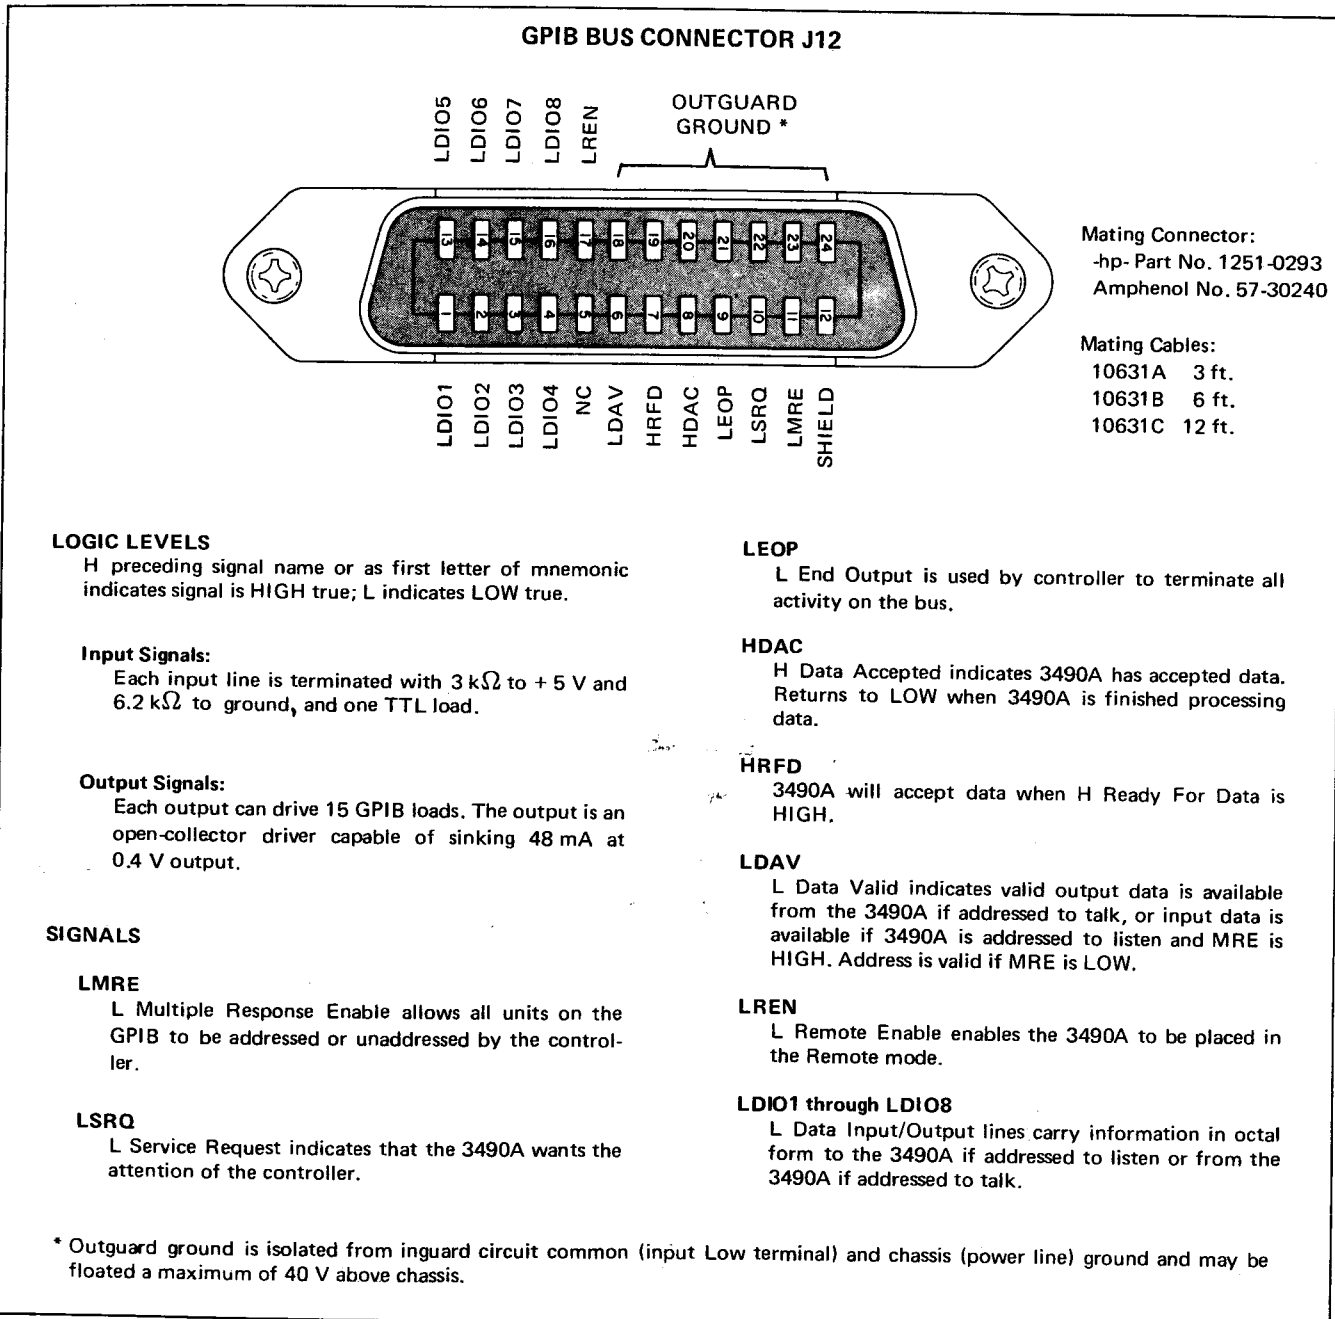 GPIB BUS CONNECTOR J12
LDIO5
LDIO6
LDIO7
LDIO8
LREN
OUTGUARD
GROUND *
13 14 15 16 17 18 19 20 21 22 23 24
1 2 3 4 5 6 7 8 9 10 11 12
LDIO1
LDIO2
LDIO3
LDIO4
NC
LDAV
HRFD
HDAC
LEOP
LSRQ
LMRE
SHIELD
Mating Connector:
-hp- Part No. 1251-0293
Amphenol No. 57-30240
Mating Cables:
10631A 3 ft.
10631B 6 ft.
10631C 12 ft.
LOGIC LEVELS
H preceding signal name or as first letter of mnemonic
indicates signal is HIGH true; L indicates LOW true.
Input Signals:
Each input line is terminated with 3 kΩ to + 5 V and
6.2 kΩ to ground, and one TTL load.
Output Signals:
Each output can drive 15 GPIB loads. The output is an
open-collector driver capable of sinking 48 mA at
0.4 V output.
SIGNALS
LMRE
L Multiple Response Enable allows all units on the
GPIB to be addressed or unaddressed by the control-
ler.
LSRQ
L Service Request indicates that the 3490A wants the
attention of the controller.
LEOP
L End Output is used by controller to terminate all
activity on the bus.
HDAC
H Data Accepted indicates 3490A has accepted data.
Returns to LOW when 3490A is finished processing
data.
HRFD
3490A will accept data when H Ready For Data is
HIGH.
LDAV
L Data Valid indicates valid output data is available
from the 3490A if addressed to talk, or input data is
available if 3490A is addressed to listen and MRE is
HIGH. Address is valid if MRE is LOW.
LREN
L Remote Enable enables the 3490A to be placed in
the Remote mode.
LDIO1 through LDIO8
L Data Input/Output lines carry information in octal
form to the 3490A if addressed to listen or from the
3490A if addressed to talk.
* Outguard ground is isolated from inguard circuit common (input Low terminal) and chassis (power line) ground and may be
floated a maximum of 40 V above chassis.